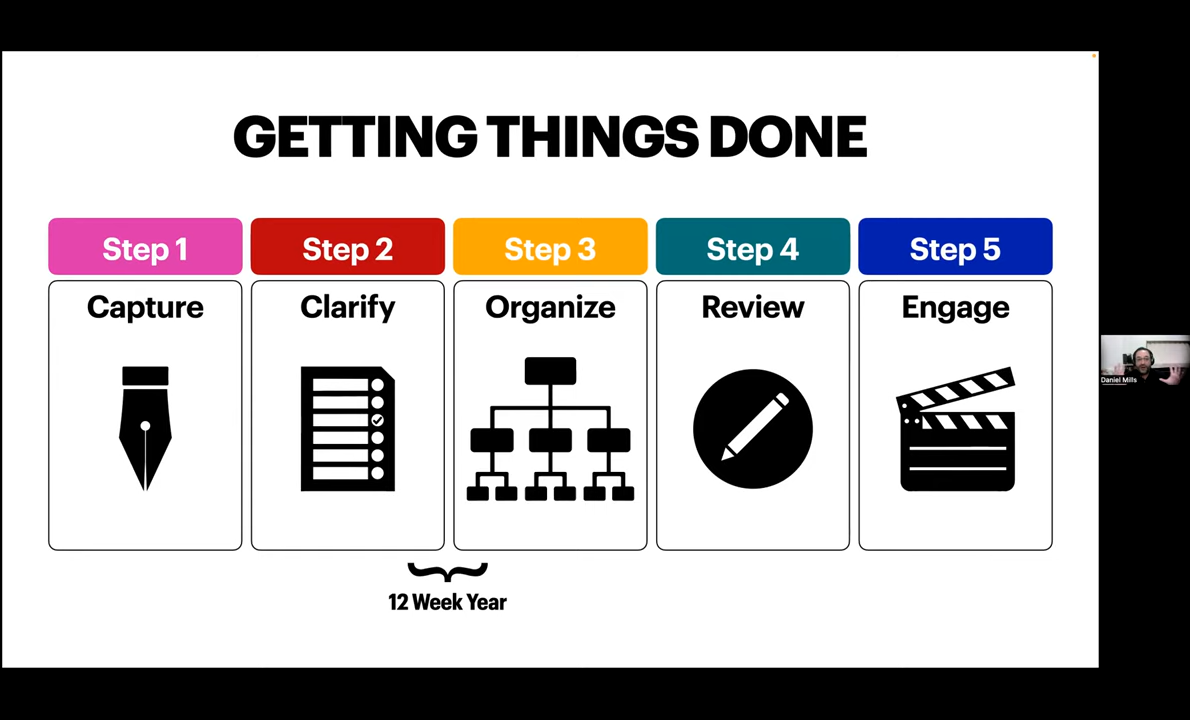 GETTING THINGS DONE
Step 1
Step 2
Step 3
Step 4
Step 5
Capture
Clarify
Organize
Review
Engage
12 Week Year
Daniel Mills